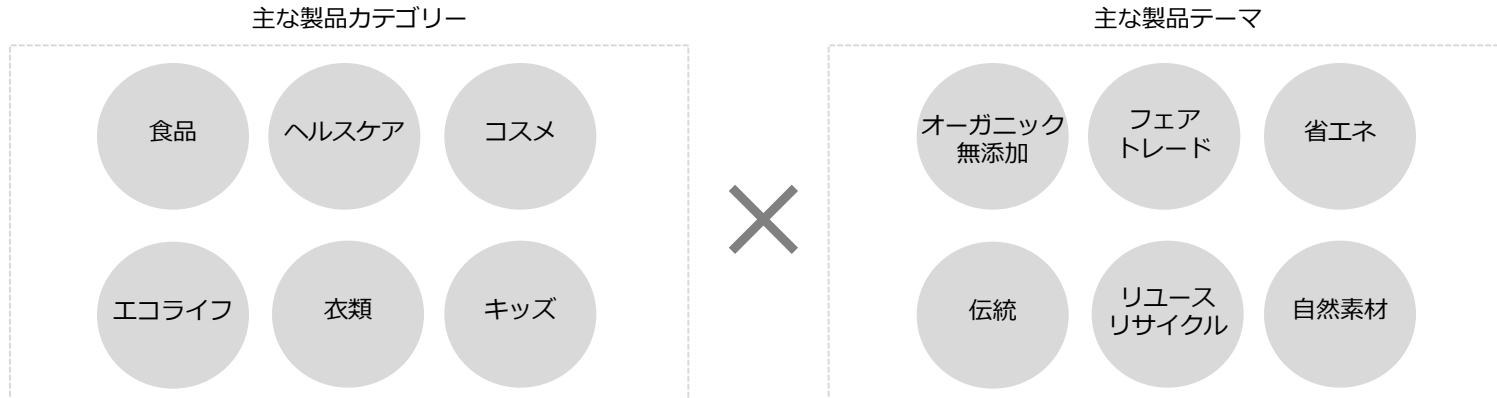 主な製品カテゴリー
食品
ヘルスケア
コスメ
エコライフ
衣類
キッズ
×
主な製品テーマ
オーガニック
無添加
フェア
トレード
省エネ
伝統
リユース
リサイクル
自然素材